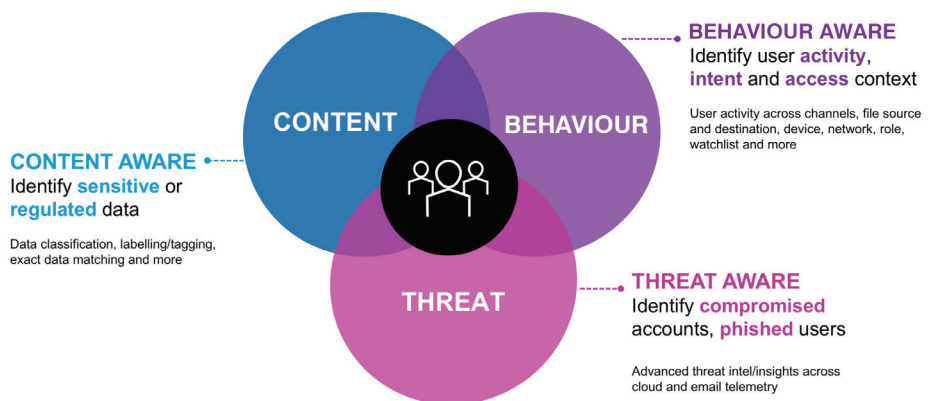 CONTENT
BEHAVIOUR
THREAT
CONTENT AWARE
Identify sensitive or
regulated data
Data classification, labelling/tagging,
exact data matching and more
BEHAVIOUR AWARE
Identify user activity,
intent and access context
User activity across channels, file source
and destination, device, network, role,
watchlist and more
THREAT AWARE
Identify compromised
accounts, phished users
Advanced threat intel/insights across
cloud and email telemetry